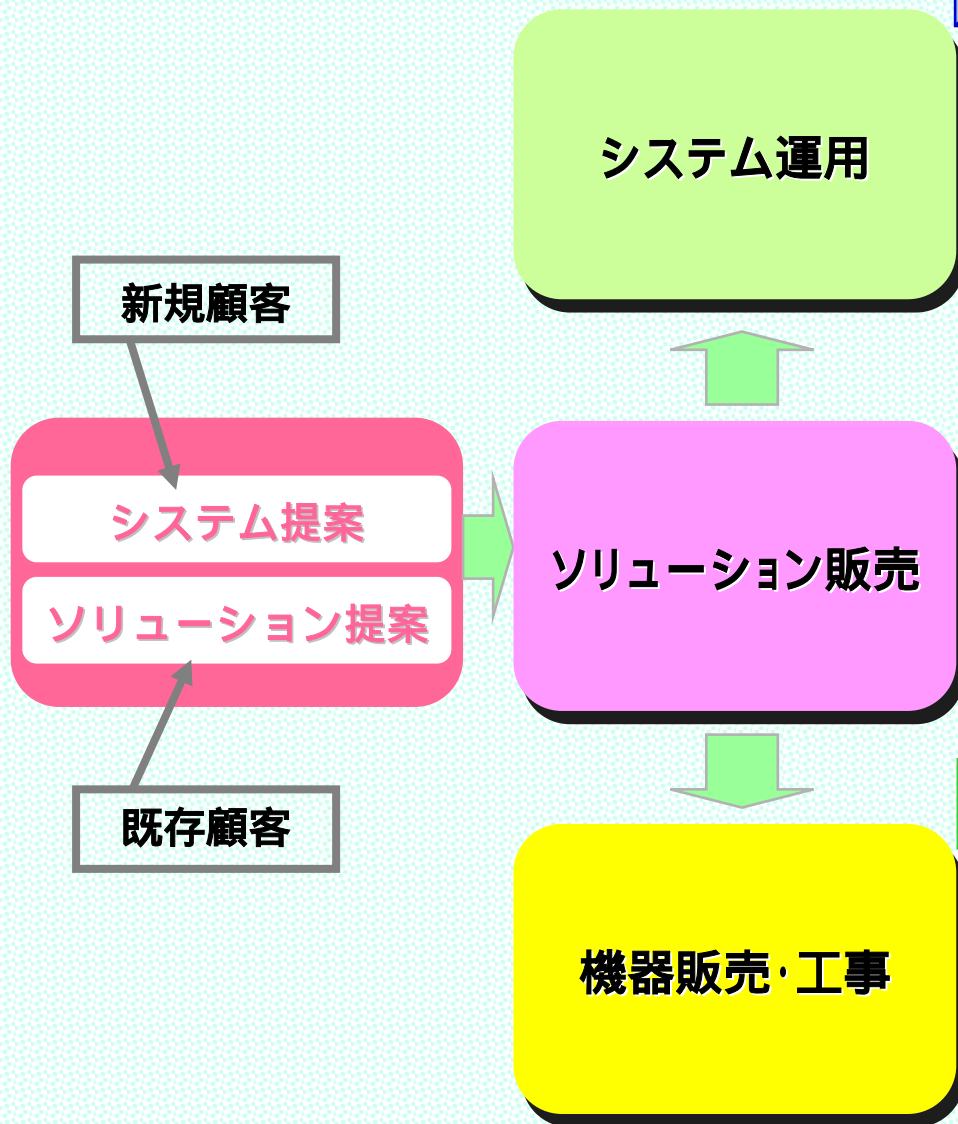 システム運用
新規顧客
システム提案
ソリューション提案
ソリューション販売
既存顧客
機器販売・工事